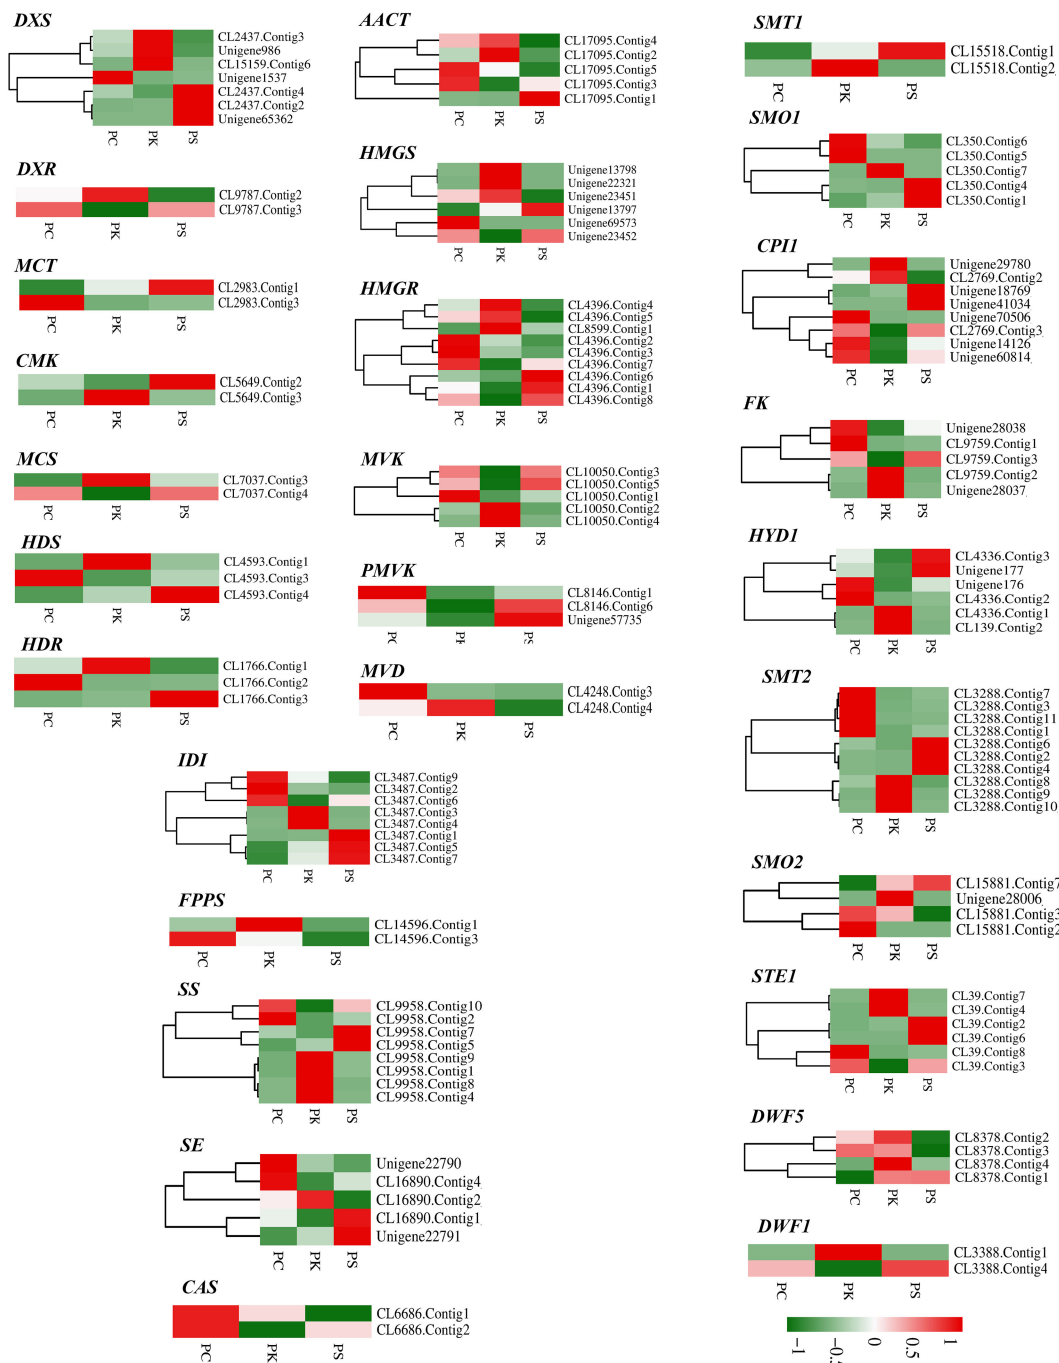 DXS
CL2437.Contig3
Unigene986
CL15159.Contig6
Unigene1537
CL2437.Contig4
CL2437.Contig2
Unigene65362
PC PK PS
DXR
CL9787.Contig2
CL9787.Contig3
PC PK PS
MCT
CL2983.Contig1
CL2983.Contig3
PC PK PS
CMK
CL5649.Contig2
CL5649.Contig3
PC PK PS
MCS
CL7037.Contig3
CL7037.Contig4
PC PK PS
HDS
CL4593.Contig1
CL4593.Contig3
CL4593.Contig4
PC PK PS
HDR
CL1766.Contig1
CL1766.Contig2
CL1766.Contig3
PC PK PS
AACT
CL17095.Contig4
CL17095.Contig2
CL17095.Contig5
CL17095.Contig3
CL17095.Contig1
PC PK PS
HMGS
Unigene13798
Unigene22321
Unigene23451
Unigene13797
Unigene69573
Unigene23452
PC PK PS
HMGR
CL4396.Contig4
CL4396.Contig5
CL8599.Contig1
CL4396.Contig2
CL4396.Contig3
CL4396.Contig7
CL4396.Contig6
CL4396.Contig1
CL4396.Contig8
PC PK PS
MVK
CL10050.Contig3
CL10050.Contig5
CL10050.Contig1
CL10050.Contig2
CL10050.Contig4
PC PK PS
PMVK
CL8146.Contig1
CL8146.Contig6
Unigene57735
MVD
CL4248.Contig3
CL4248.Contig4
PC PK PS
IDI
CL3487.Contig9
CL3487.Contig2
CL3487.Contig6
CL3487.Contig3
CL3487.Contig4
CL3487.Contig1
CL3487.Contig5
CL3487.Contig7
PC PK PS
FPPS
CL14596.Contig1
CL14596.Contig3
PC PK PS
SS
CL9958.Contig10
CL9958.Contig2
CL9958.Contig7
CL9958.Contig5
CL9958.Contig9
CL9958.Contig1
CL9958.Contig8
CL9958.Contig4
PC PK PS
SE
Unigene22790
CL16890.Contig4
CL16890.Contig2
CL16890.Contig1
Unigene22791
PC PK PS
CAS
CL6686.Contig1
CL6686.Contig2
PC PK PS
SMT1
CL15518.Contig1
CL15518.Contig2
PC PK PS
SMO1
CL350.Contig6
CL350.Contig5
CL350.Contig7
CL350.Contig4
CL350.Contig1
PC PK PS
CPI1
Unigene29780
CL2769.Contig2
Unigene18769
Unigene41034
Unigene70506
CL2769.Contig3
Unigene14126
Unigene60814
PC PK PS
FK
Unigene28038
CL9759.Contig1
CL9759.Contig3
CL9759.Contig2
Unigene28037
PC PK PS
HYD1
CL4336.Contig3
Unigene177
Unigene176
CL4336.Contig2
CL4336.Contig1
CL139.Contig2
PC PK PS
SMT2
CL3288.Contig7
CL3288.Contig3
CL3288.Contig11
CL3288.Contig1
CL3288.Contig6
CL3288.Contig2
CL3288.Contig4
CL3288.Contig8
CL3288.Contig9
CL3288.Contig10
PC PK PS
SMO2
CL15881.Contig7
Unigene28006
CL15881.Contig3
CL15881.Contig2
PC PK PS
STE1
CL39.Contig7
CL39.Contig4
CL39.Contig2
CL39.Contig6
CL39.Contig8
CL39.Contig3
PC PK PS
DWF5
CL8378.Contig2
CL8378.Contig3
CL8378.Contig4
CL8378.Contig1
PC PK PS
DWF1
CL3388.Contig1
CL3388.Contig4
PC PK PS
-1 -0.5 0 0.5 1